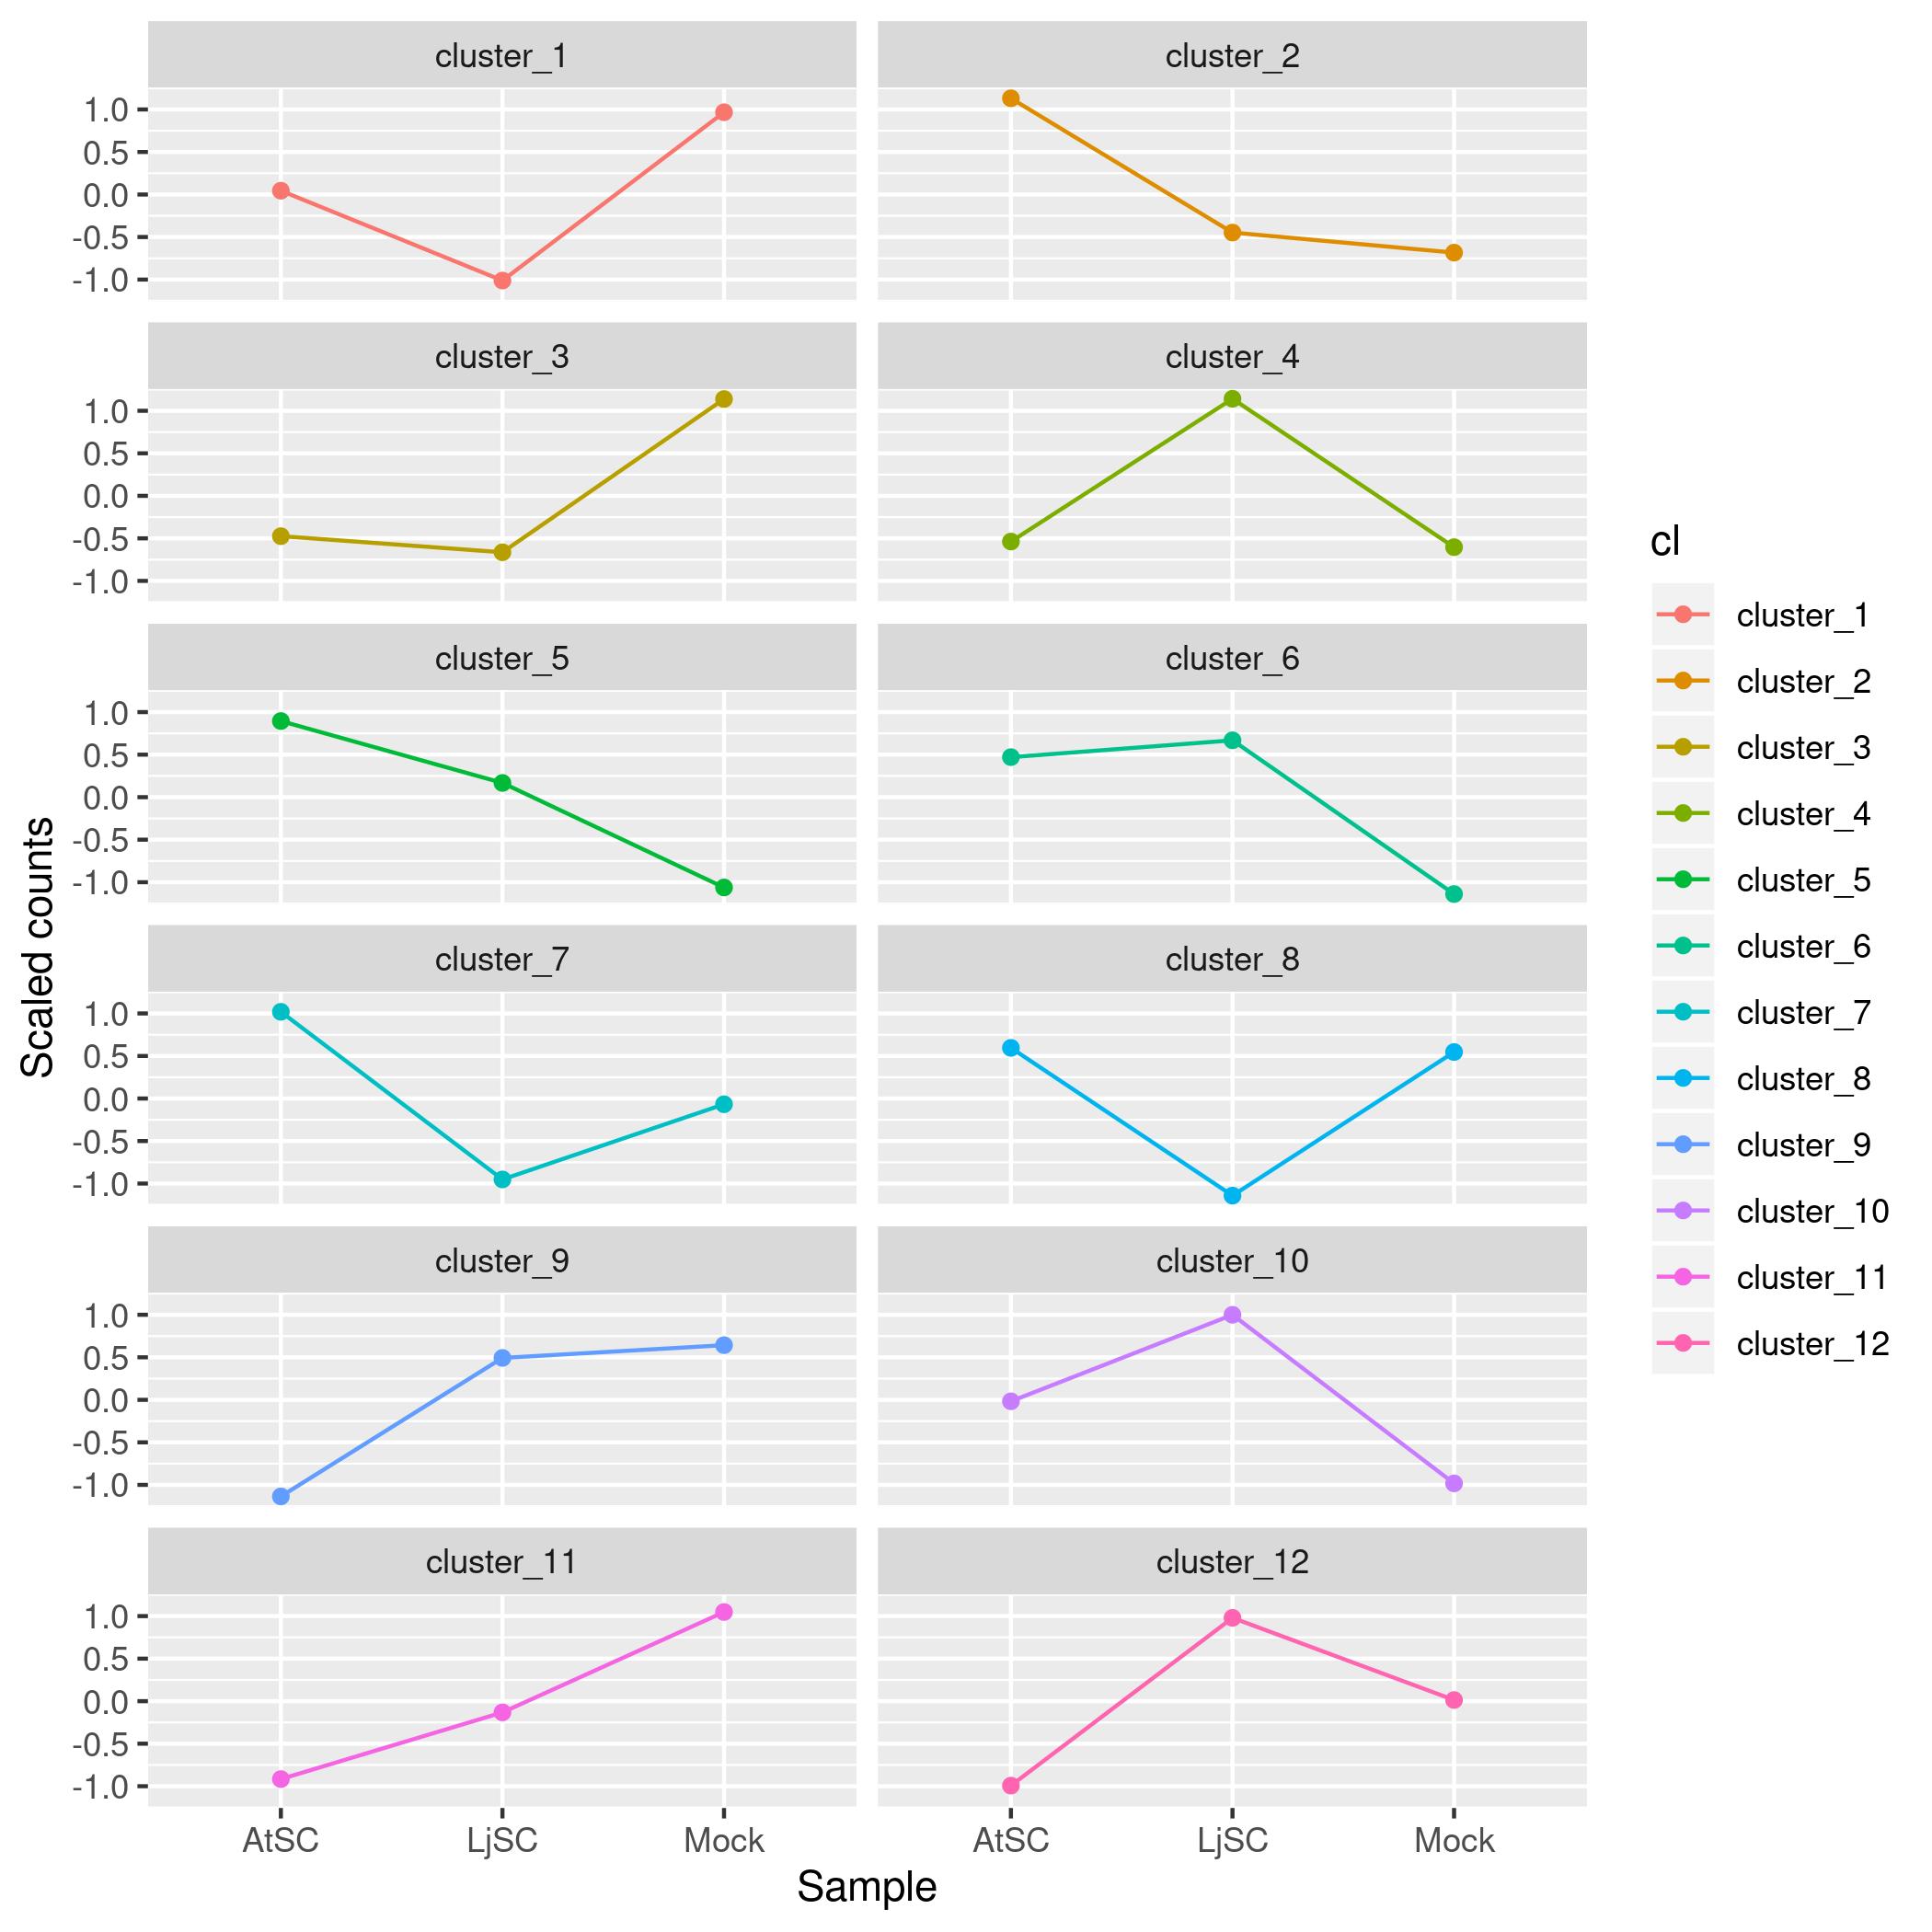 cluster_1
cluster_2
1.0
0.5
0.0
-0.5
-1.0
cluster_3
cluster_4
1.0
0.5
0.0
-0.5
-1.0
cluster_5
cluster_6
1.0
0.5
0.0
-0.5
-1.0
cluster_7
cluster_8
1.0
0.5
0.0
-0.5
-1.0
cluster_9
cluster_10
1.0
0.5
0.0
-0.5
-1.0
cluster_11
cluster_12
1.0
0.5
0.0
-0.5
-1.0
AtSC
LjSC
Mock
AtSC
LjSC
Mock
Sample
Scaled counts
cl
cluster_1
cluster_2
cluster_3
cluster_4
cluster_5
cluster_6
cluster_7
cluster_8
cluster_9
cluster_10
cluster_11
cluster_12